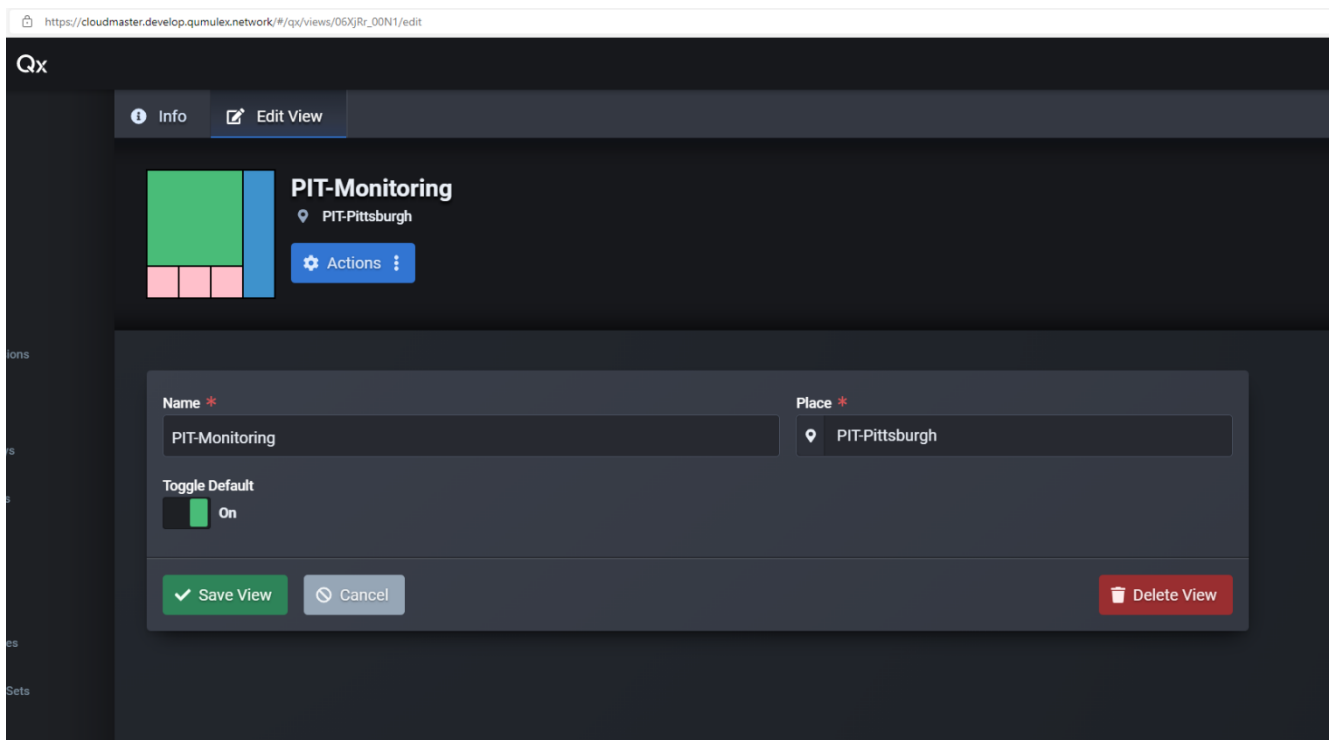 https://cloudmaster.develop.qumulex.network/#/qx/views/06XjRr_00N1/edit
Qx
Info
Edit View
PIT-Monitoring
PIT-Pittsburgh
Actions
ions
Name *
Place *
PIT-Monitoring
PIT-Pittsburgh
Toggle Default
On
Save View
Cancel
Delete View
es
Sets